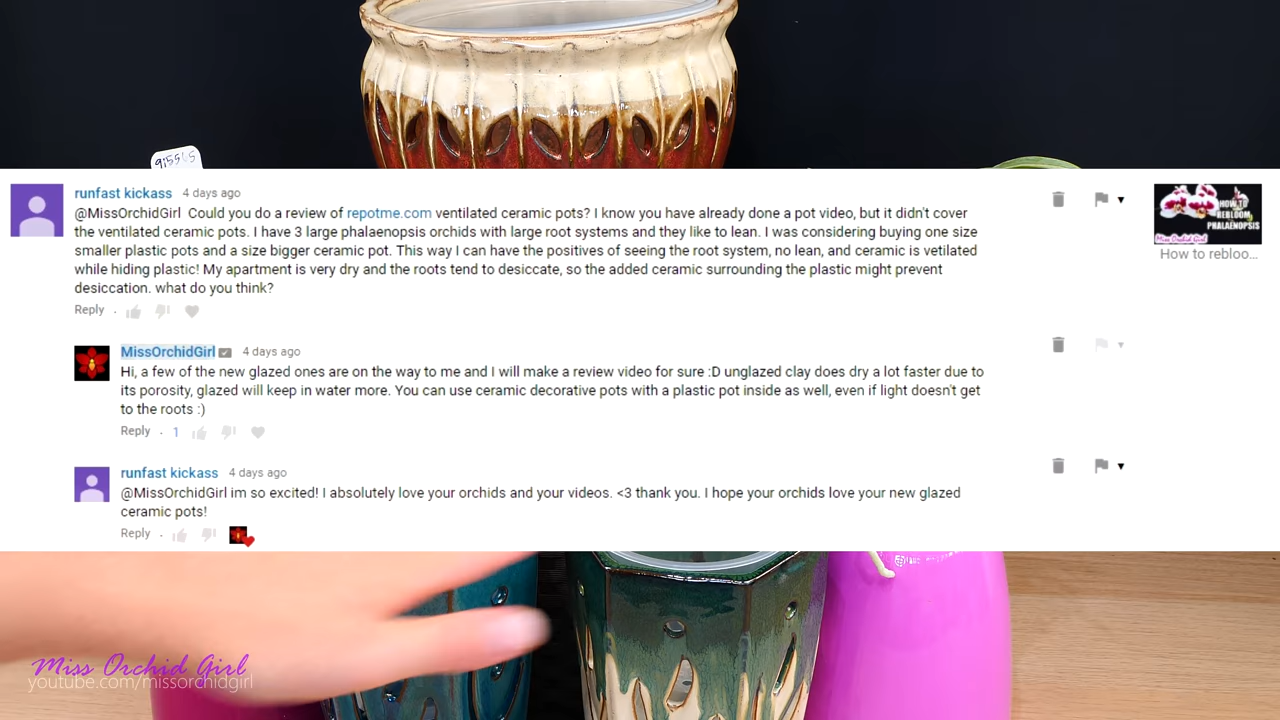 915565
runfast kickass 4 days ago
@MissOrchidGirl Could you do a review of repotme.com ventilated ceramic pots? I know you have already done a pot video, but it didn't cover
the ventilated ceramic pots. I have 3 large phalaenopsis orchids with large root systems and they like to lean. I was considering buying one size
smaller plastic pots and a size bigger ceramic pot. This way I can have the positives of seeing the root system, no lean, and ceramic is vetilated
while hiding plastic! My apartment is very dry and the roots tend to desiccate, so the added ceramic surrounding the plastic might prevent
desiccation. what do you think?
Reply .
HOW TO
REBLOOM
PHALAENOPSIS
Miss Orchid Girl
How to rebloo...
MissOrchidGirl 4 days ago
Hi, a few of the new glazed ones are on the way to me and I will make a review video for sure :D unglazed clay does dry a lot faster due to
its porosity, glazed will keep in water more. You can use ceramic decorative pots with a plastic pot inside as well, even if light doesn't get
to the roots :)
Reply . 1
runfast kickass 4 days ago
@MissOrchidGirl im so excited! I absolutely love your orchids and your videos. <3 thank you. I hope your orchids love your new glazed
ceramic pots!
Reply .
Miss Orchid Girl
youtube.com/missorchidgirl